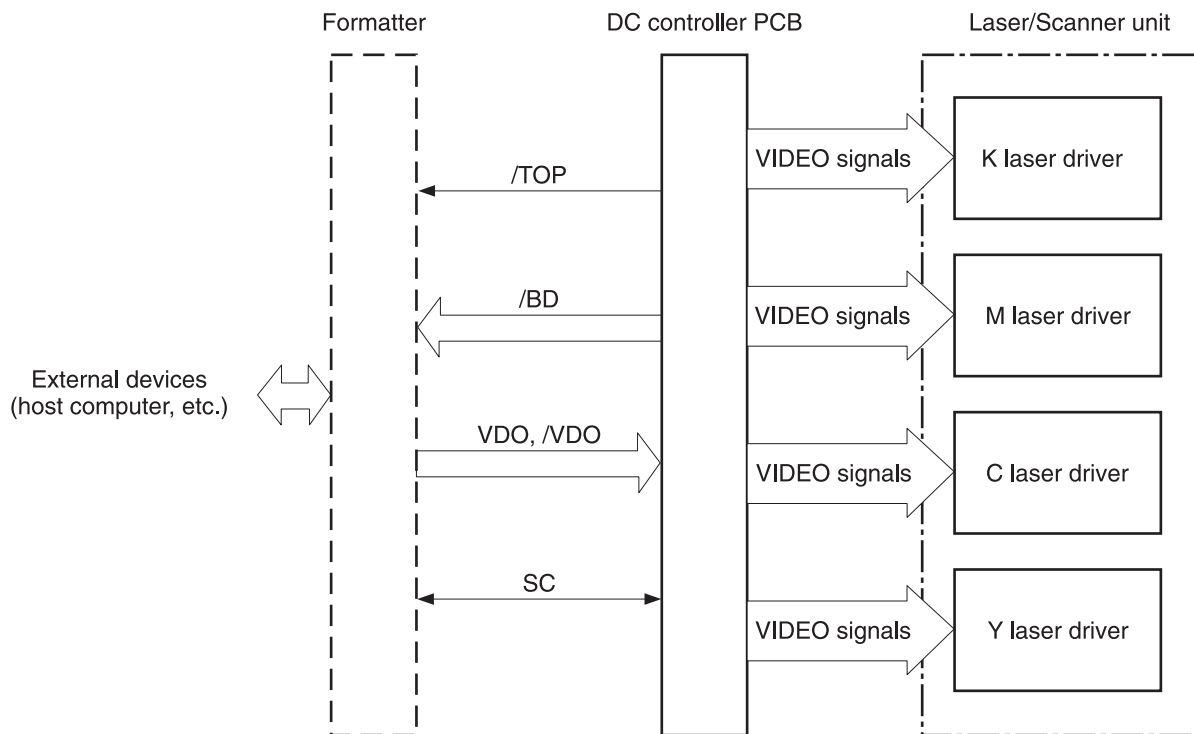 Formatter
DC controller PCB
Laser/Scanner unit
VIDEO signals
K laser driver
/TOP
/BD
VIDEO signals
M laser driver
External devices
(host computer, etc.)
VDO, /VDO
VIDEO signals
C laser driver
SC
VIDEO signals
Y laser driver